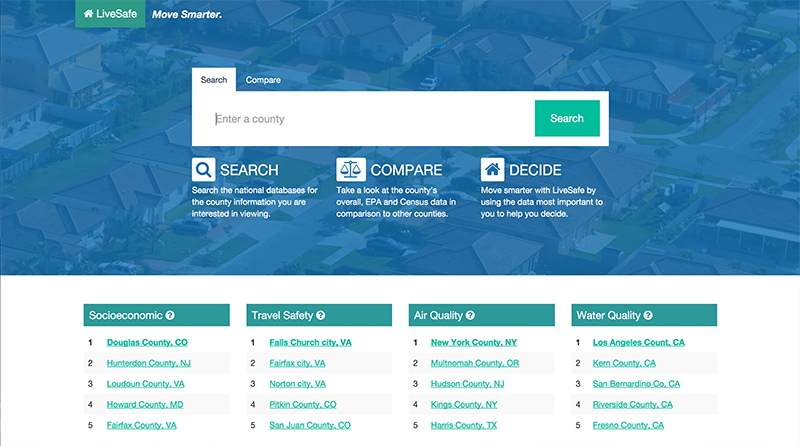 LiveSafe Move Smarter.
Search Compare
Enter a county Search
SEARCH
Search the national databases for
the county information you are
interested in viewing.
COMPARE
Take a look at the county's
overall, EPA and Census data in
comparison to other counties.
DECIDE
Move smarter with LiveSafe by
using the data most important to
you to help you decide.
Socioeconomic
1 Douglas County, CO
2 Hunterdon County, NJ
3 Loudoun County, VA
4 Howard County, MD
5 Fairfax County, VA
Travel Safety
1 Falls Church city, VA
2 Fairfax city, VA
3 Norton city, VA
4 Pitkin County, CO
5 San Juan County, CO
Air Quality
1 New York County, NY
2 Multnomah County, OR
3 Hudson County, NJ
4 Kings County, NY
5 Harris County, TX
Water Quality
1 Los Angeles Count, CA
2 Kern County, CA
3 San Bernardino Co, CA
4 Riverside County, CA
5 Fresno County, CA